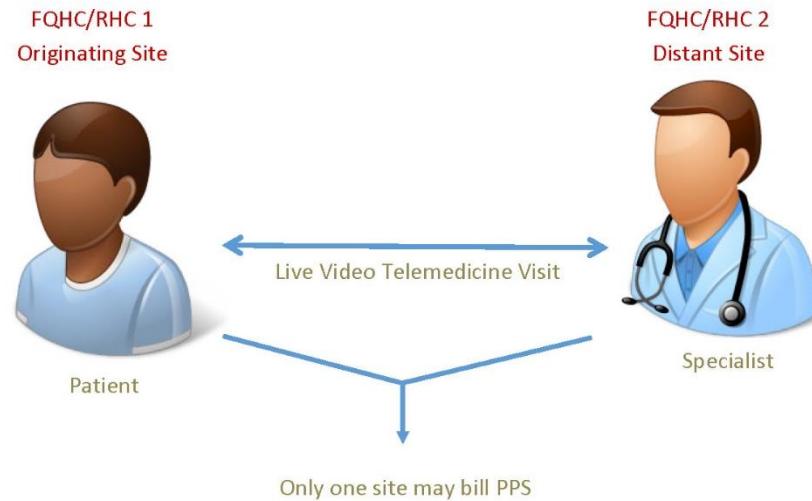 FQHC/RHC 1
Originating Site
FQHC/RHC 2
Distant Site
Live Video Telemedicine Visit
Patient
Specialist
Only one site may bill PPS